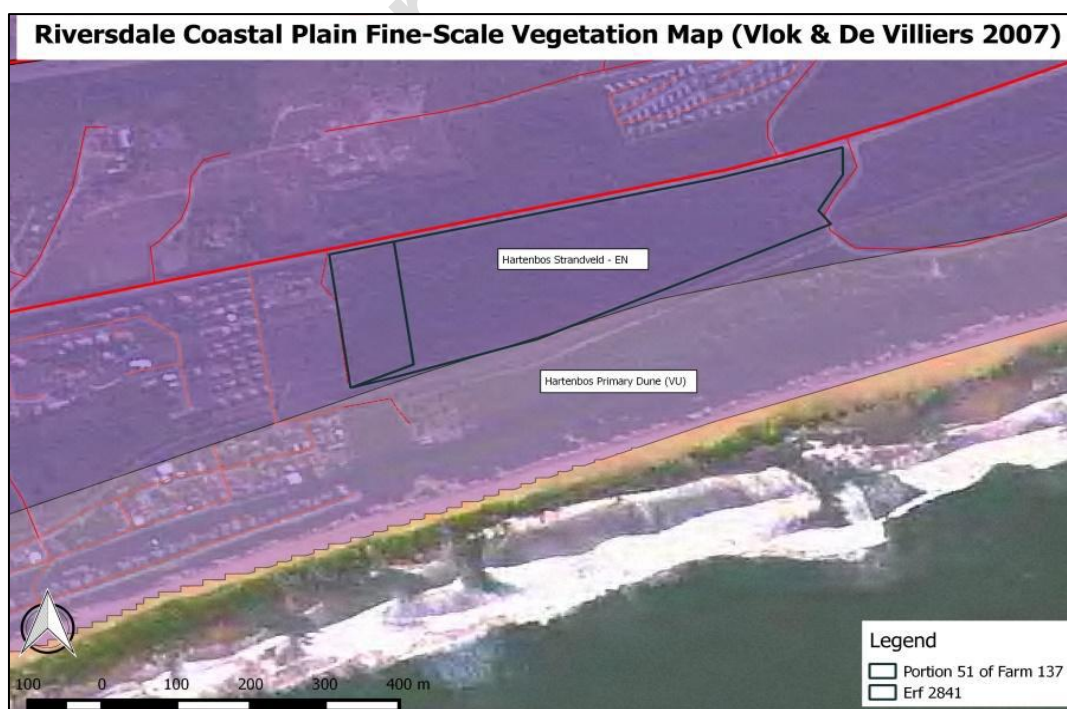 Riversdale Coastal Plain Fine-Scale Vegetation Map (Vlok & De Villiers 2007)
Hartenbos Strandveld - EN
Hartenbos Primary Dune (VU)
100 0 100 200 300 400 m
Legend
Portion 51 of Farm 137
Erf 2841